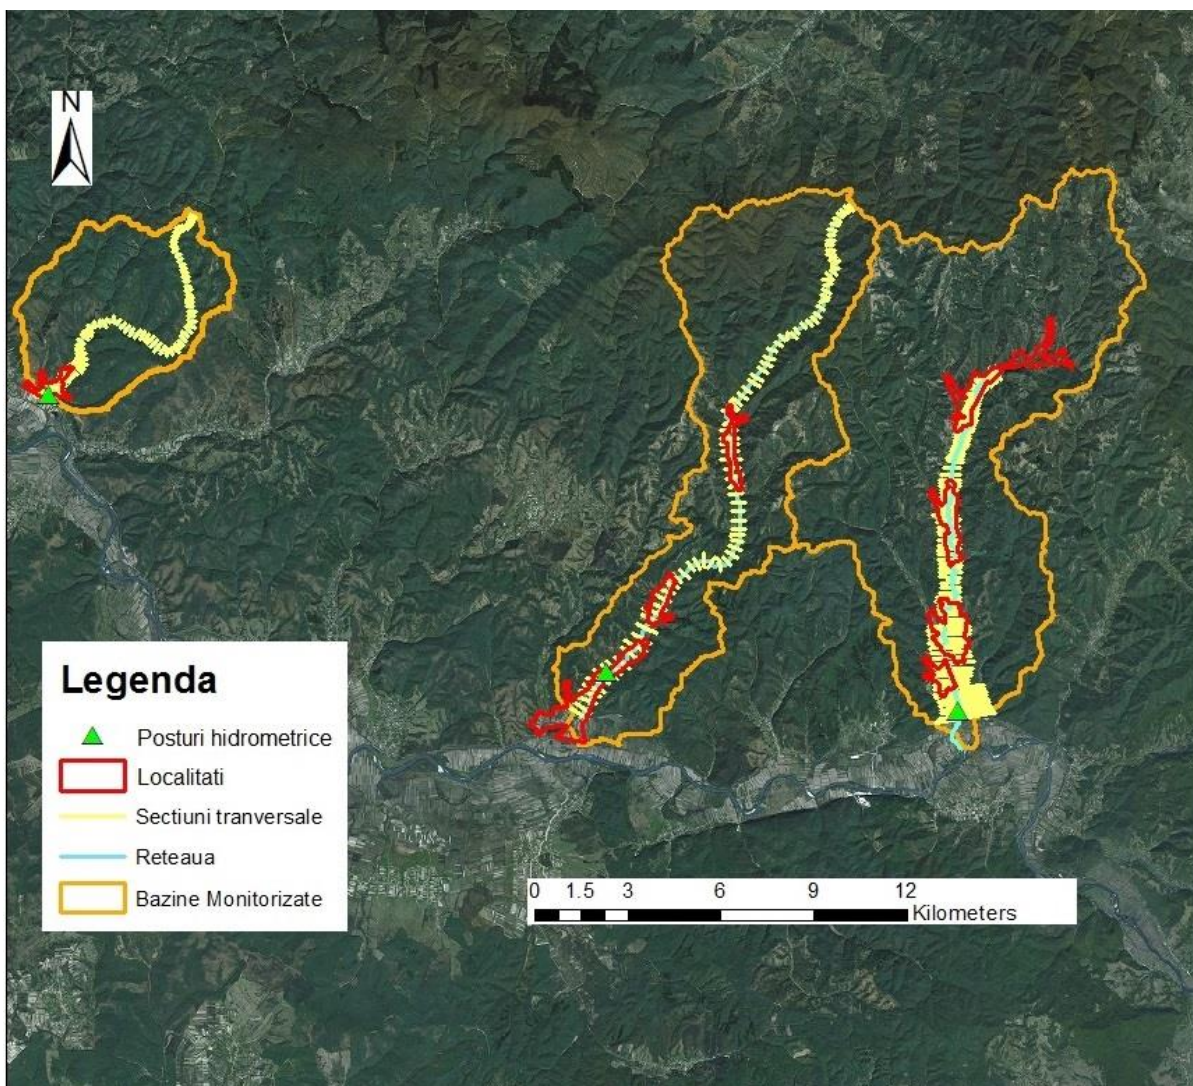 N
Legenda
Posturi hidrometrice
Localitati
Sectiuni tranversale
Reteaua
Bazine Monitorizate
0 1.5 3 6 9 12
Kilometers